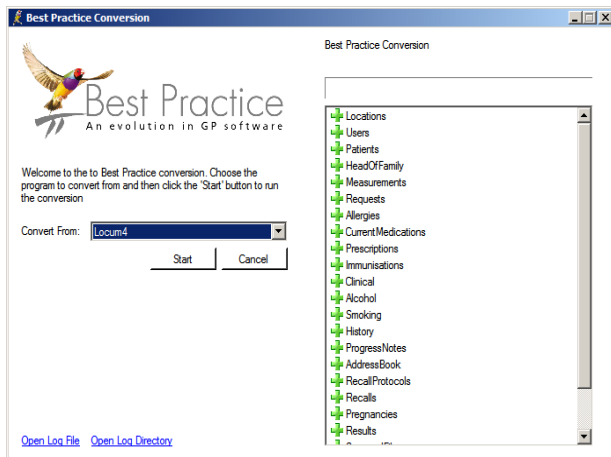 Best Practice Conversion
Best Practice
An evolution in GP software
Welcome to the to Best Practice conversion. Choose the
program to convert from and then click the 'Start' button to run
the conversion
Convert From: Locum4
Start Cancel
Open Log File Open Log Directory
Best Practice Conversion
Locations
Users
Patients
HeadOfFamily
Measurements
Requests
Allergies
CurrentMedications
Prescriptions
Immunisations
Clinical
Alcohol
Smoking
History
ProgressNotes
AddressBook
RecallProtocols
Recalls
Pregnancies
Results